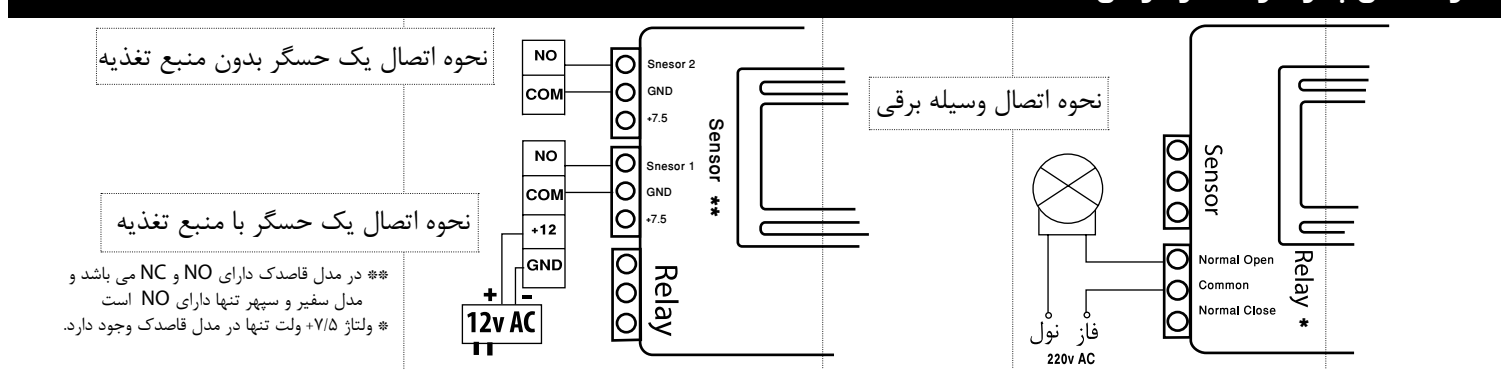 نحوه اتصال وسیله برقی
Sensor
Relay *
Normal Open
Common
Normal Close
نول
فاز
220v AC
نحوه اتصال یک حسگر بدون منبع تغذیه
NO
COM
Snesor 2
GND
+7.5
Sensor **
نحوه اتصال یک حسگر با منبع تغذیه
NO
COM
+12
GND
Snesor 1
GND
+7.5
Relay
+ -
12v AC
** در مدل قاصدک دارای NO و NC می باشد و
مدل سفیر و سپهر تنها دارای NO است
* ولتاژ ۷/۵+ ولت تنها در مدل قاصدک وجود دارد.